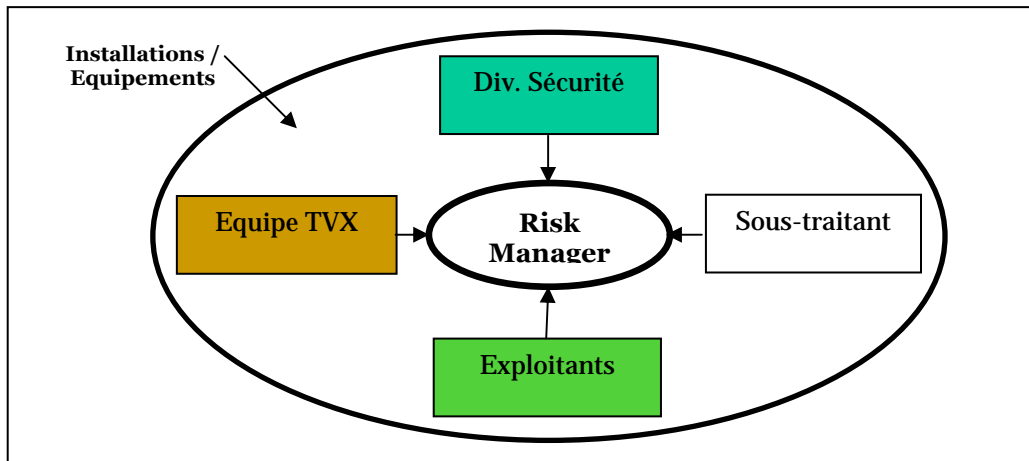 Installations /
Equipements
Div. Sécurité
Equipe TVX
Risk
Manager
Sous-traitant
Exploitants